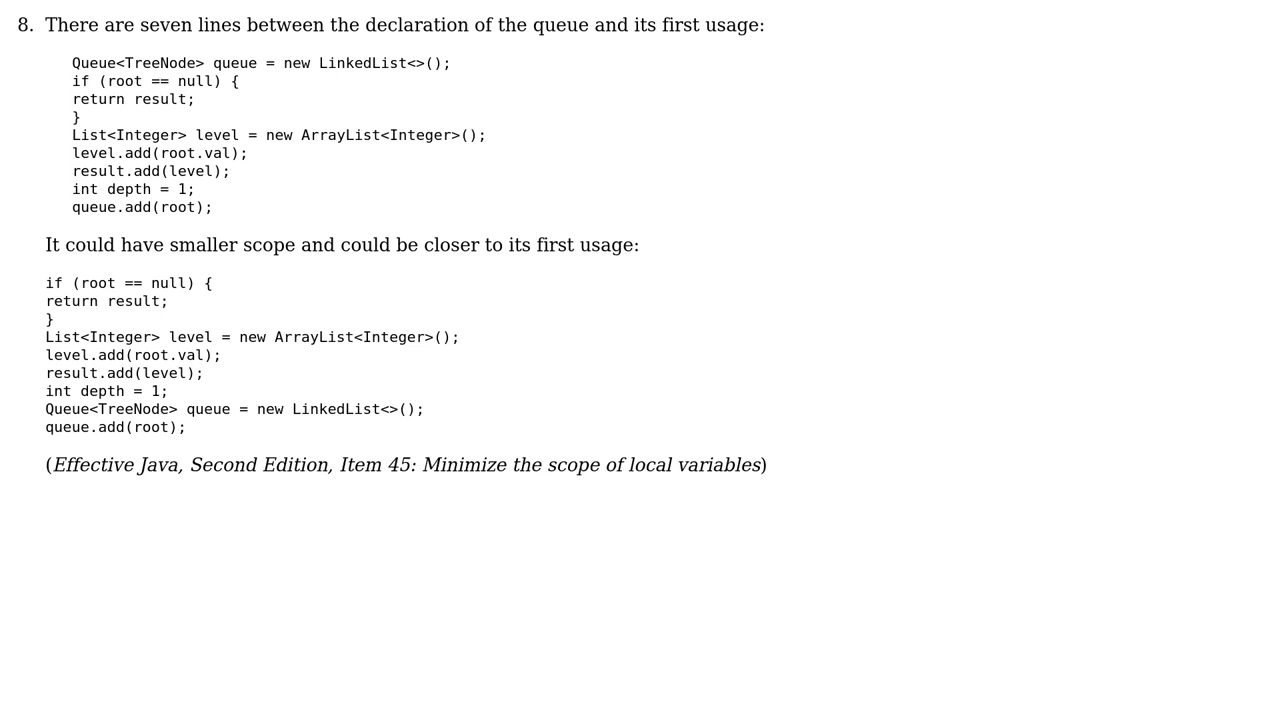 8. There are seven lines between the declaration of the queue and its first usage:
Queue<TreeNode> queue = new LinkedList<>();
if (root == null) {
return result;
}
List<Integer> level = new ArrayList<Integer>();
level.add(root.val);
result.add(level);
int depth = 1;
queue.add(root);
It could have smaller scope and could be closer to its first usage:
if (root == null) {
return result;
}
List<Integer> level = new ArrayList<Integer>();
level.add(root.val);
result.add(level);
int depth = 1;
Queue<TreeNode> queue = new LinkedList<>();
queue.add(root);
(Effective Java, Second Edition, Item 45: Minimize the scope of local variables)